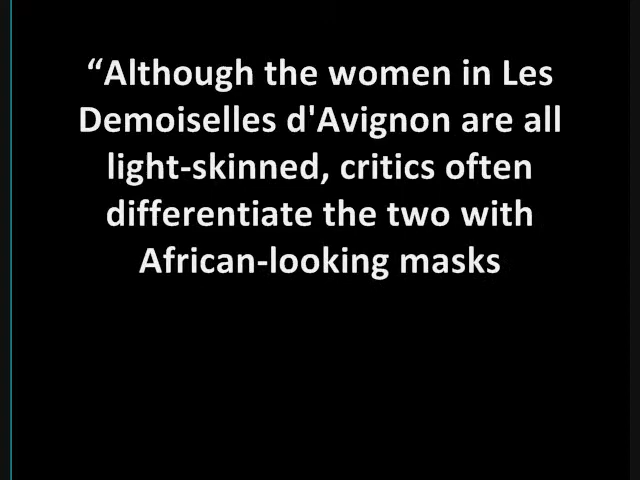 “Although the women in Les
Demoiselles d'Avignon are all
light-skinned, critics often
differentiate the two with
African-looking masks